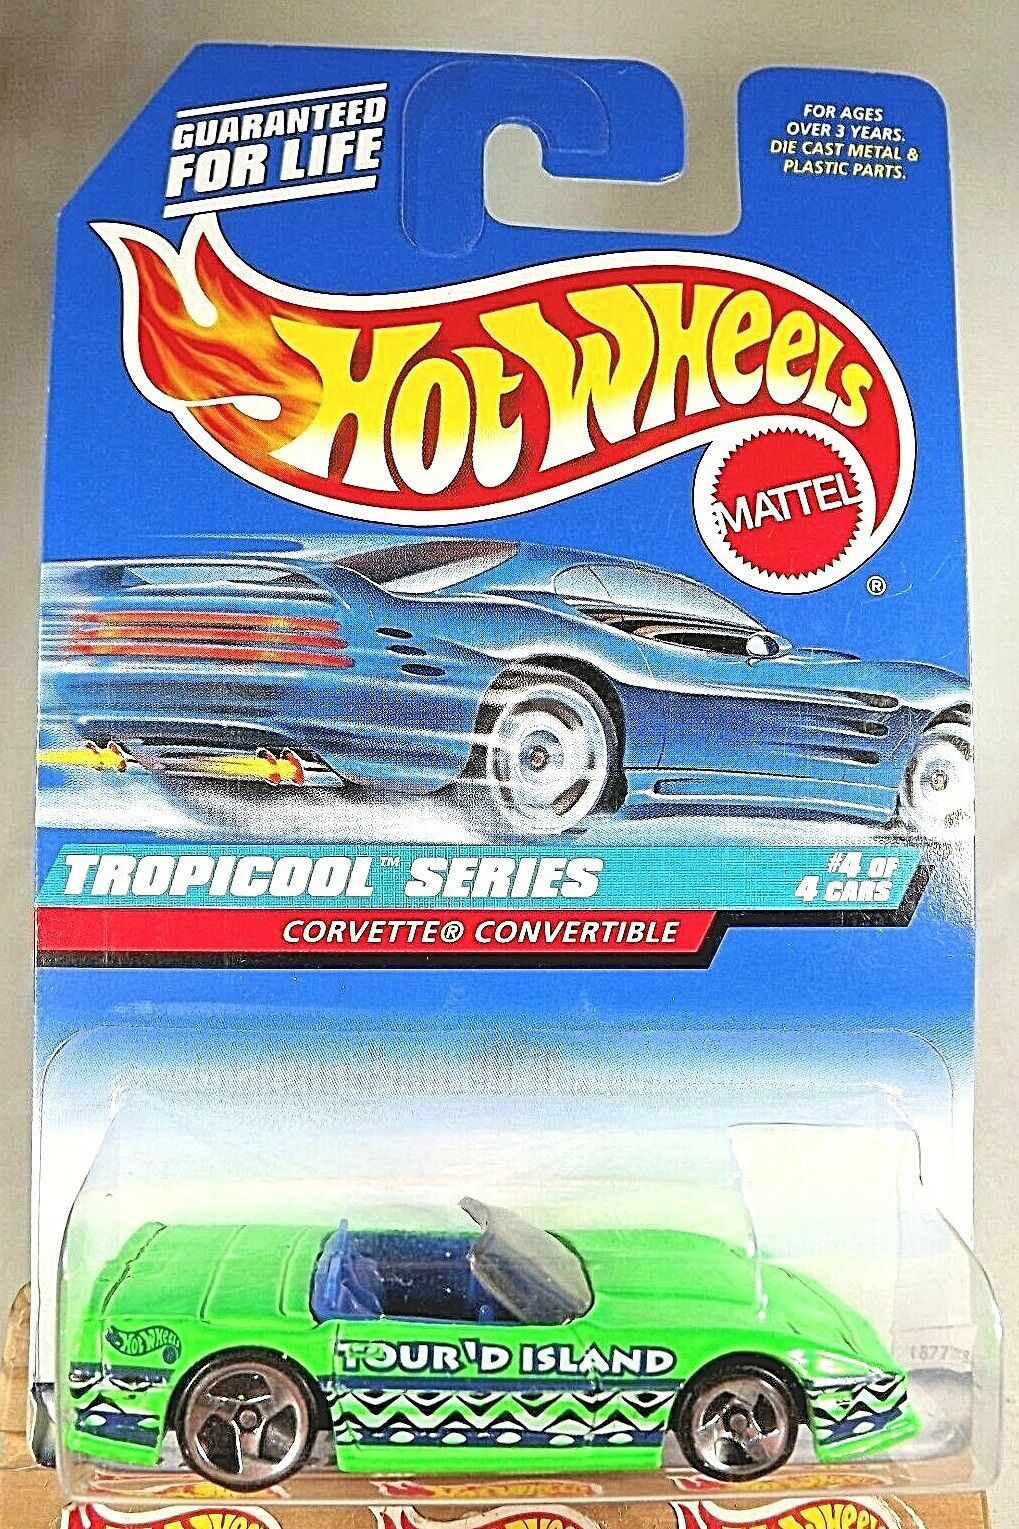 GUARANTEED
FOR LIFE
FOR AGES
OVER 3 YEARS.
DIE CAST METAL &
PLASTIC PARTS.
HOT WHEELS
MATTEL
®
TROPICOOL™ SERIES
#4 OF
4 CARS
CORVETTE® CONVERTIBLE
HOT WHEELS
TOUR'D ISLAND